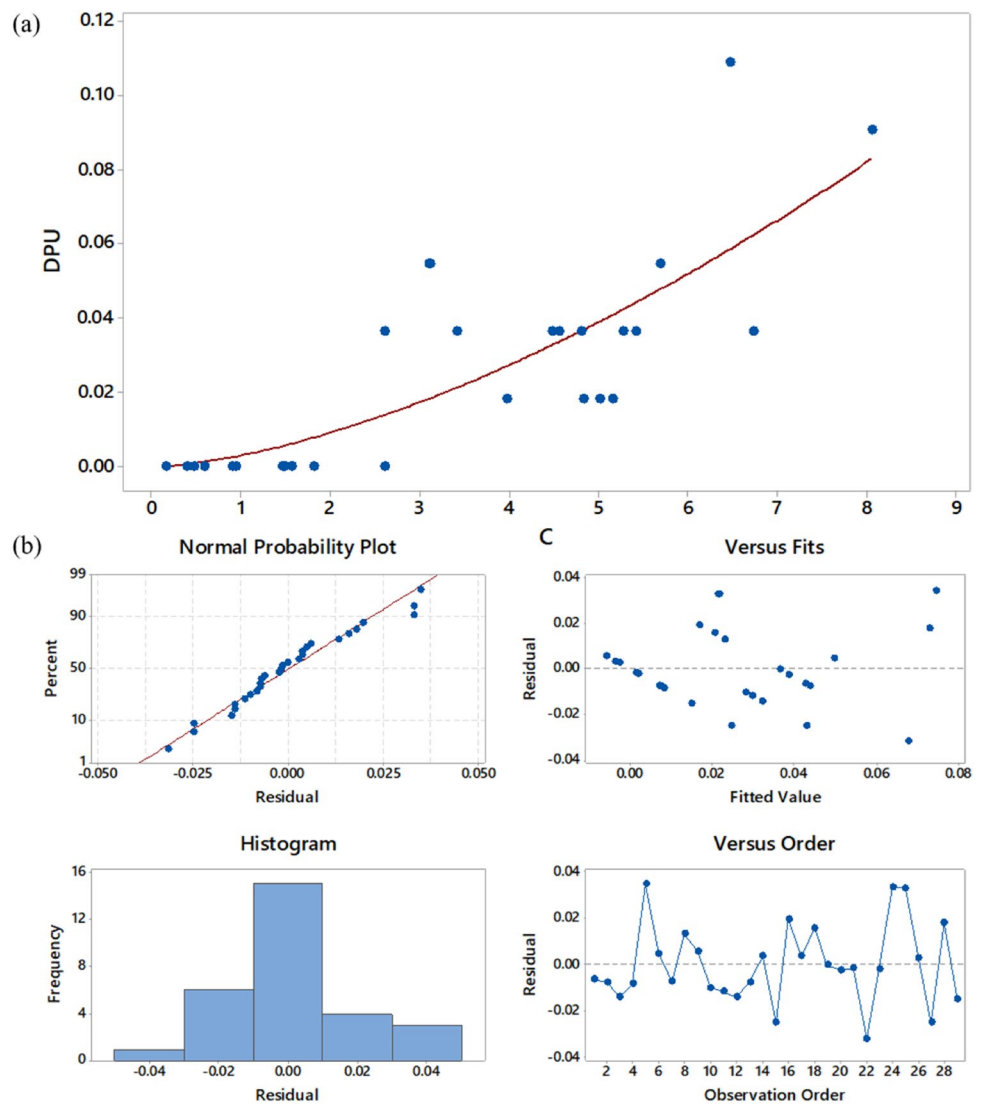 (a)
0.12
0.10
0.08
0.06
0.04
0.02
0.00
DPU
0 1 2 3 4 5 6 7 8 9
C
(b)
Normal Probability Plot
99
90
50
10
1
Percent
-0.050 -0.025 0.000 0.025 0.050
Residual
Versus Fits
0.04
0.02
0.00
-0.02
-0.04
Residual
0.00 0.02 0.04 0.06 0.08
Fitted Value
Histogram
16
12
8
4
0
Frequency
-0.04 -0.02 0.00 0.02 0.04
Residual
Versus Order
0.04
0.02
0.00
-0.02
-0.04
Residual
2 4 6 8 10 12 14 16 18 20 22 24 26 28
Observation Order